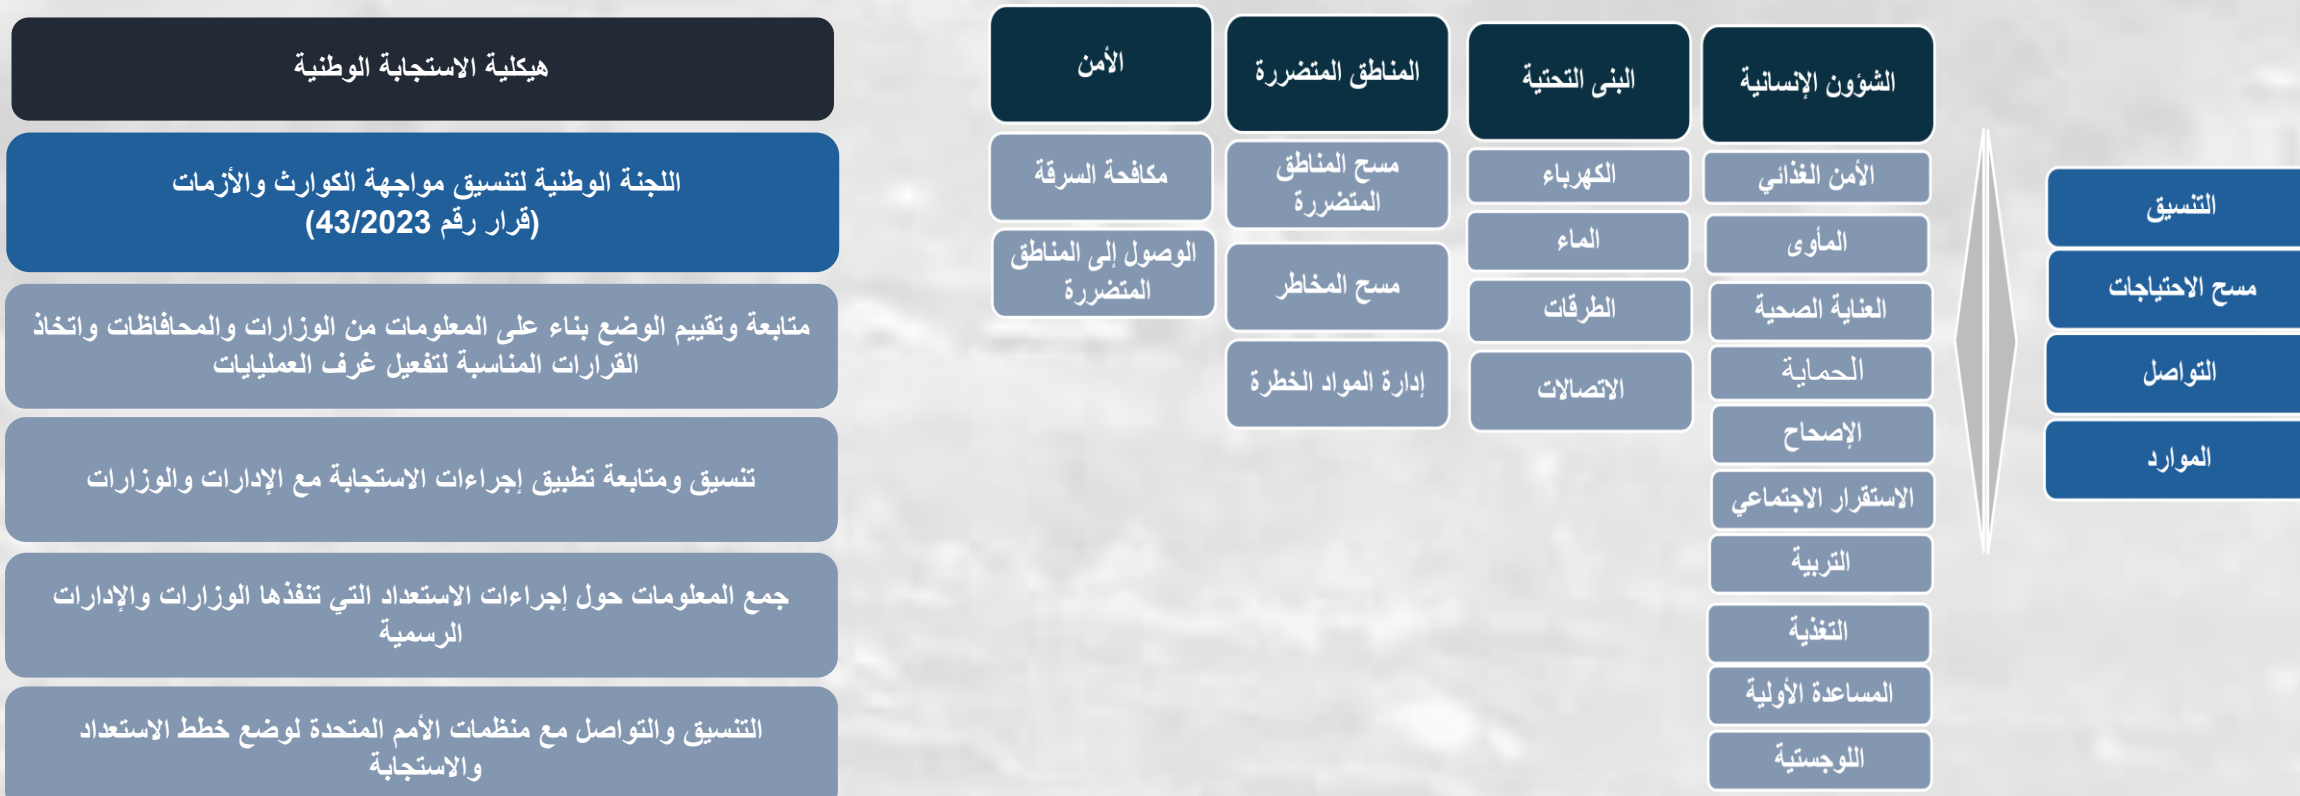 التنسيق
مسح الاحتياجات
التواصل
الموارد
الشؤون الإنسانية
الأمن الغذائي
المأوى
العناية الصحية
الحماية
الإصحاح
الاستقرار الاجتماعي
التربية
التغذية
المساعدة الأولية
اللوجستية
البنى التحتية
الكهرباء
الماء
الطرقات
الاتصالات
المناطق المتضررة
مسح المناطق
المتضررة
مسح المخاطر
إدارة المواد الخطرة
الأمن
مكافحة السرقة
الوصول إلى المناطق
المتضررة
هيكلية الاستجابة الوطنية
اللجنة الوطنية لتنسيق مواجهة الكوارث والأزمات
(قرار رقم 43/2023)
متابعة وتقييم الوضع بناء على المعلومات من الوزارات والمحافظات واتخاذ
القرارات المناسبة لتفعيل غرف العمليايات
تنسيق ومتابعة تطبيق إجراءات الاستجابة مع الإدارات والوزارات
جمع المعلومات حول إجراءات الاستعداد التي تنفذها الوزارات والإدارات
الرسمية
التنسيق والتواصل مع منظمات الأمم المتحدة لوضع خطط الاستعداد
والاستجابة